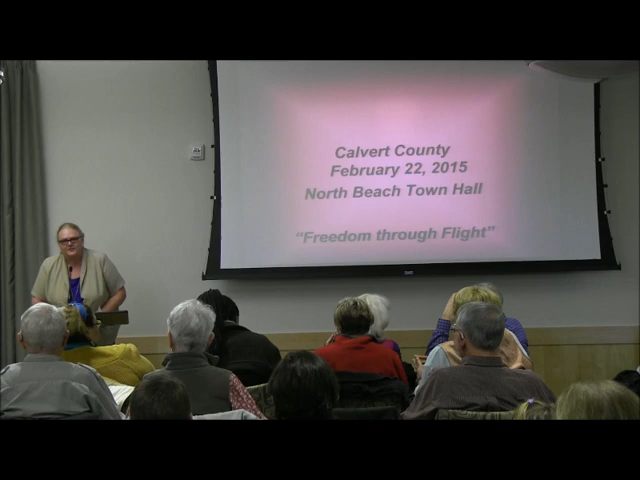 Calvert County
February 22, 2015
North Beach Town Hall
“Freedom through Flight”